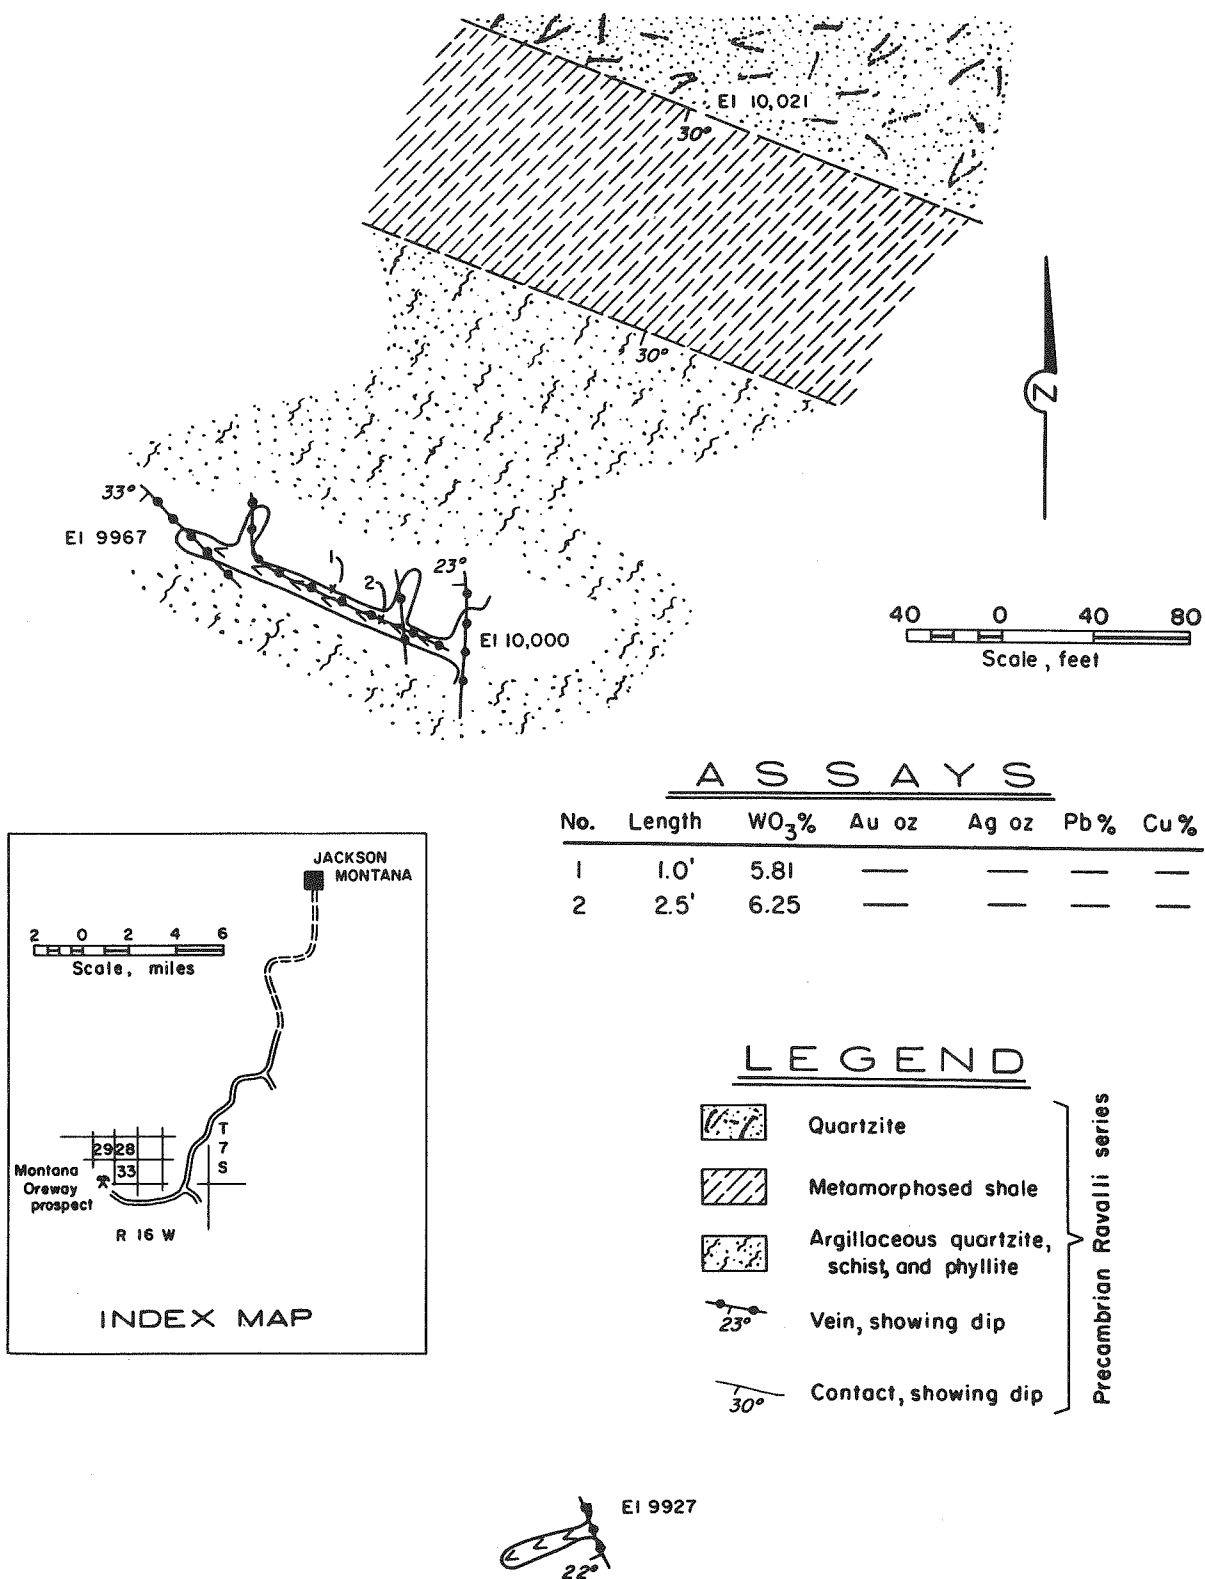 El 10,021
30°
30°
N
33°
El 9967
1
2
23°
El 10,000
40 0 40 80
Scale, feet
ASSAYS
No. Length WO3% Au oz Ag oz Pb% Cu%
1 1.0' 5.81 — — — —
2 2.5' 6.25 — — — —
JACKSON
MONTANA
2 0 2 4 6
Scale, miles
T
7
S
29 28
33
Montana
Oreway
prospect
R 16 W
INDEX MAP
LEGEND
Quartzite
Metamorphosed shale
Argillaceous quartzite,
schist, and phyllite
23°
Vein, showing dip
30°
Contact, showing dip
Precambrian Ravalli series
El 9927
22°